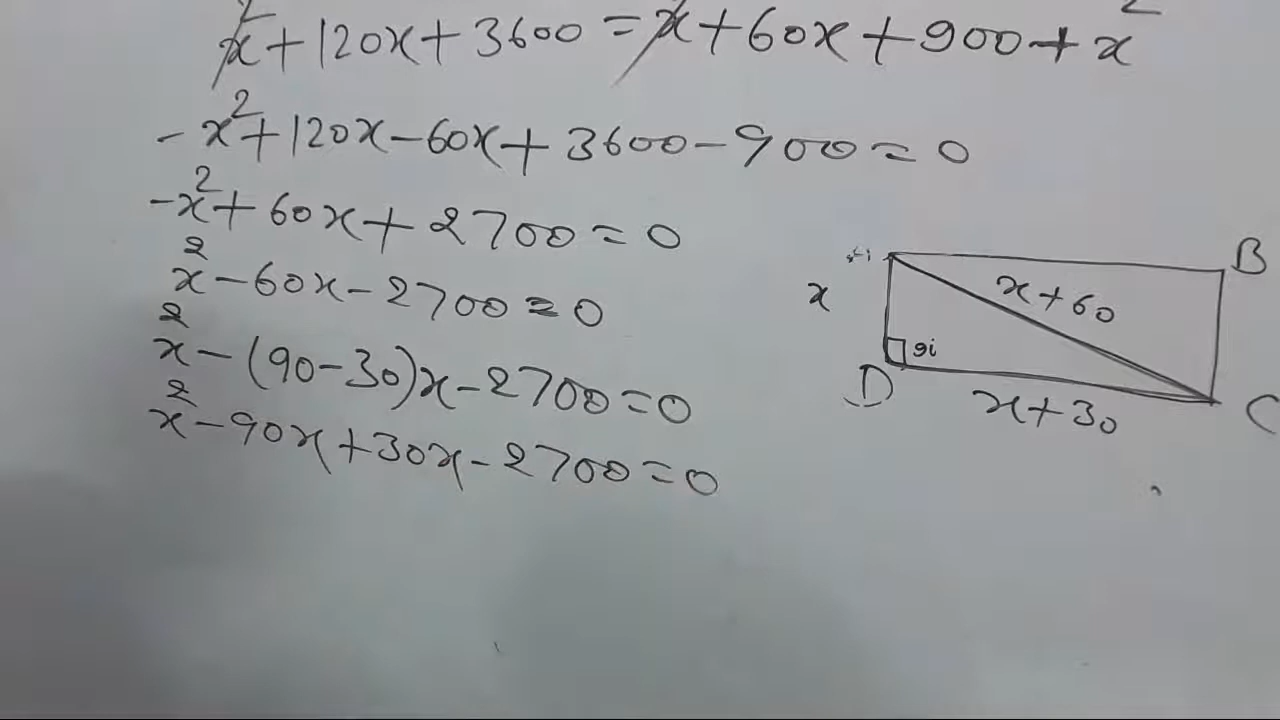 x² + 120x + 3600 = x² + 60x + 900 + x²
-x² + 120x - 60x + 3600 - 900 = 0
-x² + 60x + 2700 = 0
x² - 60x - 2700 = 0
x² - (90-30)x - 2700 = 0
x² - 90x + 30x - 2700 = 0
B
x
x+60
D
x+30
C